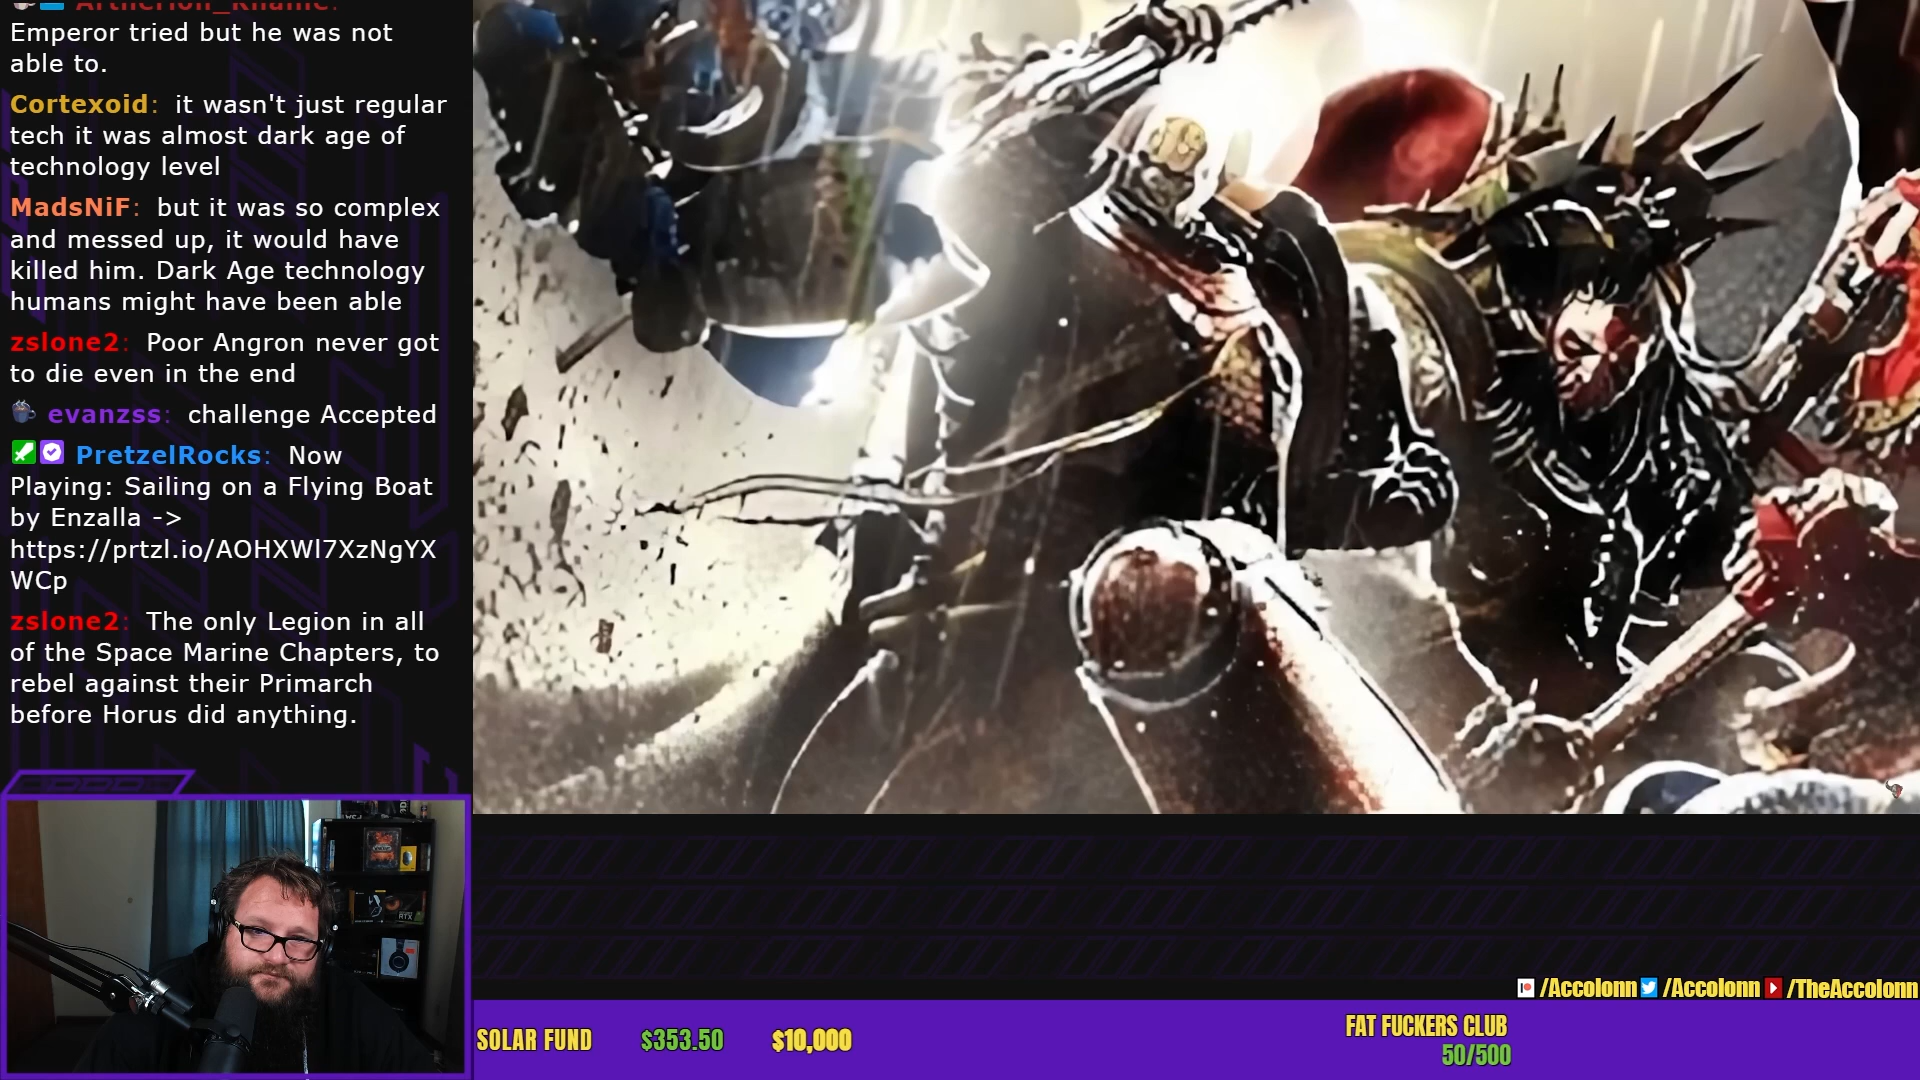 Artherion_Rhame:
Emperor tried but he was not
able to.
Cortexoid: it wasn't just regular
tech it was almost dark age of
technology level
MadsNiF: but it was so complex
and messed up, it would have
killed him. Dark Age technology
humans might have been able
zslone2: Poor Angron never got
to die even in the end
evanzss: challenge Accepted
PretzelRocks: Now
Playing: Sailing on a Flying Boat
by Enzalla ->
https://prtzl.io/AOHXWl7XzNgYX
WCp
zslone2: The only Legion in all
of the Space Marine Chapters, to
rebel against their Primarch
before Horus did anything.
RTX
/Accolonn /Accolonn /TheAccolonn
SOLAR FUND $353.50 $10,000
FAT FUCKERS CLUB
50/500